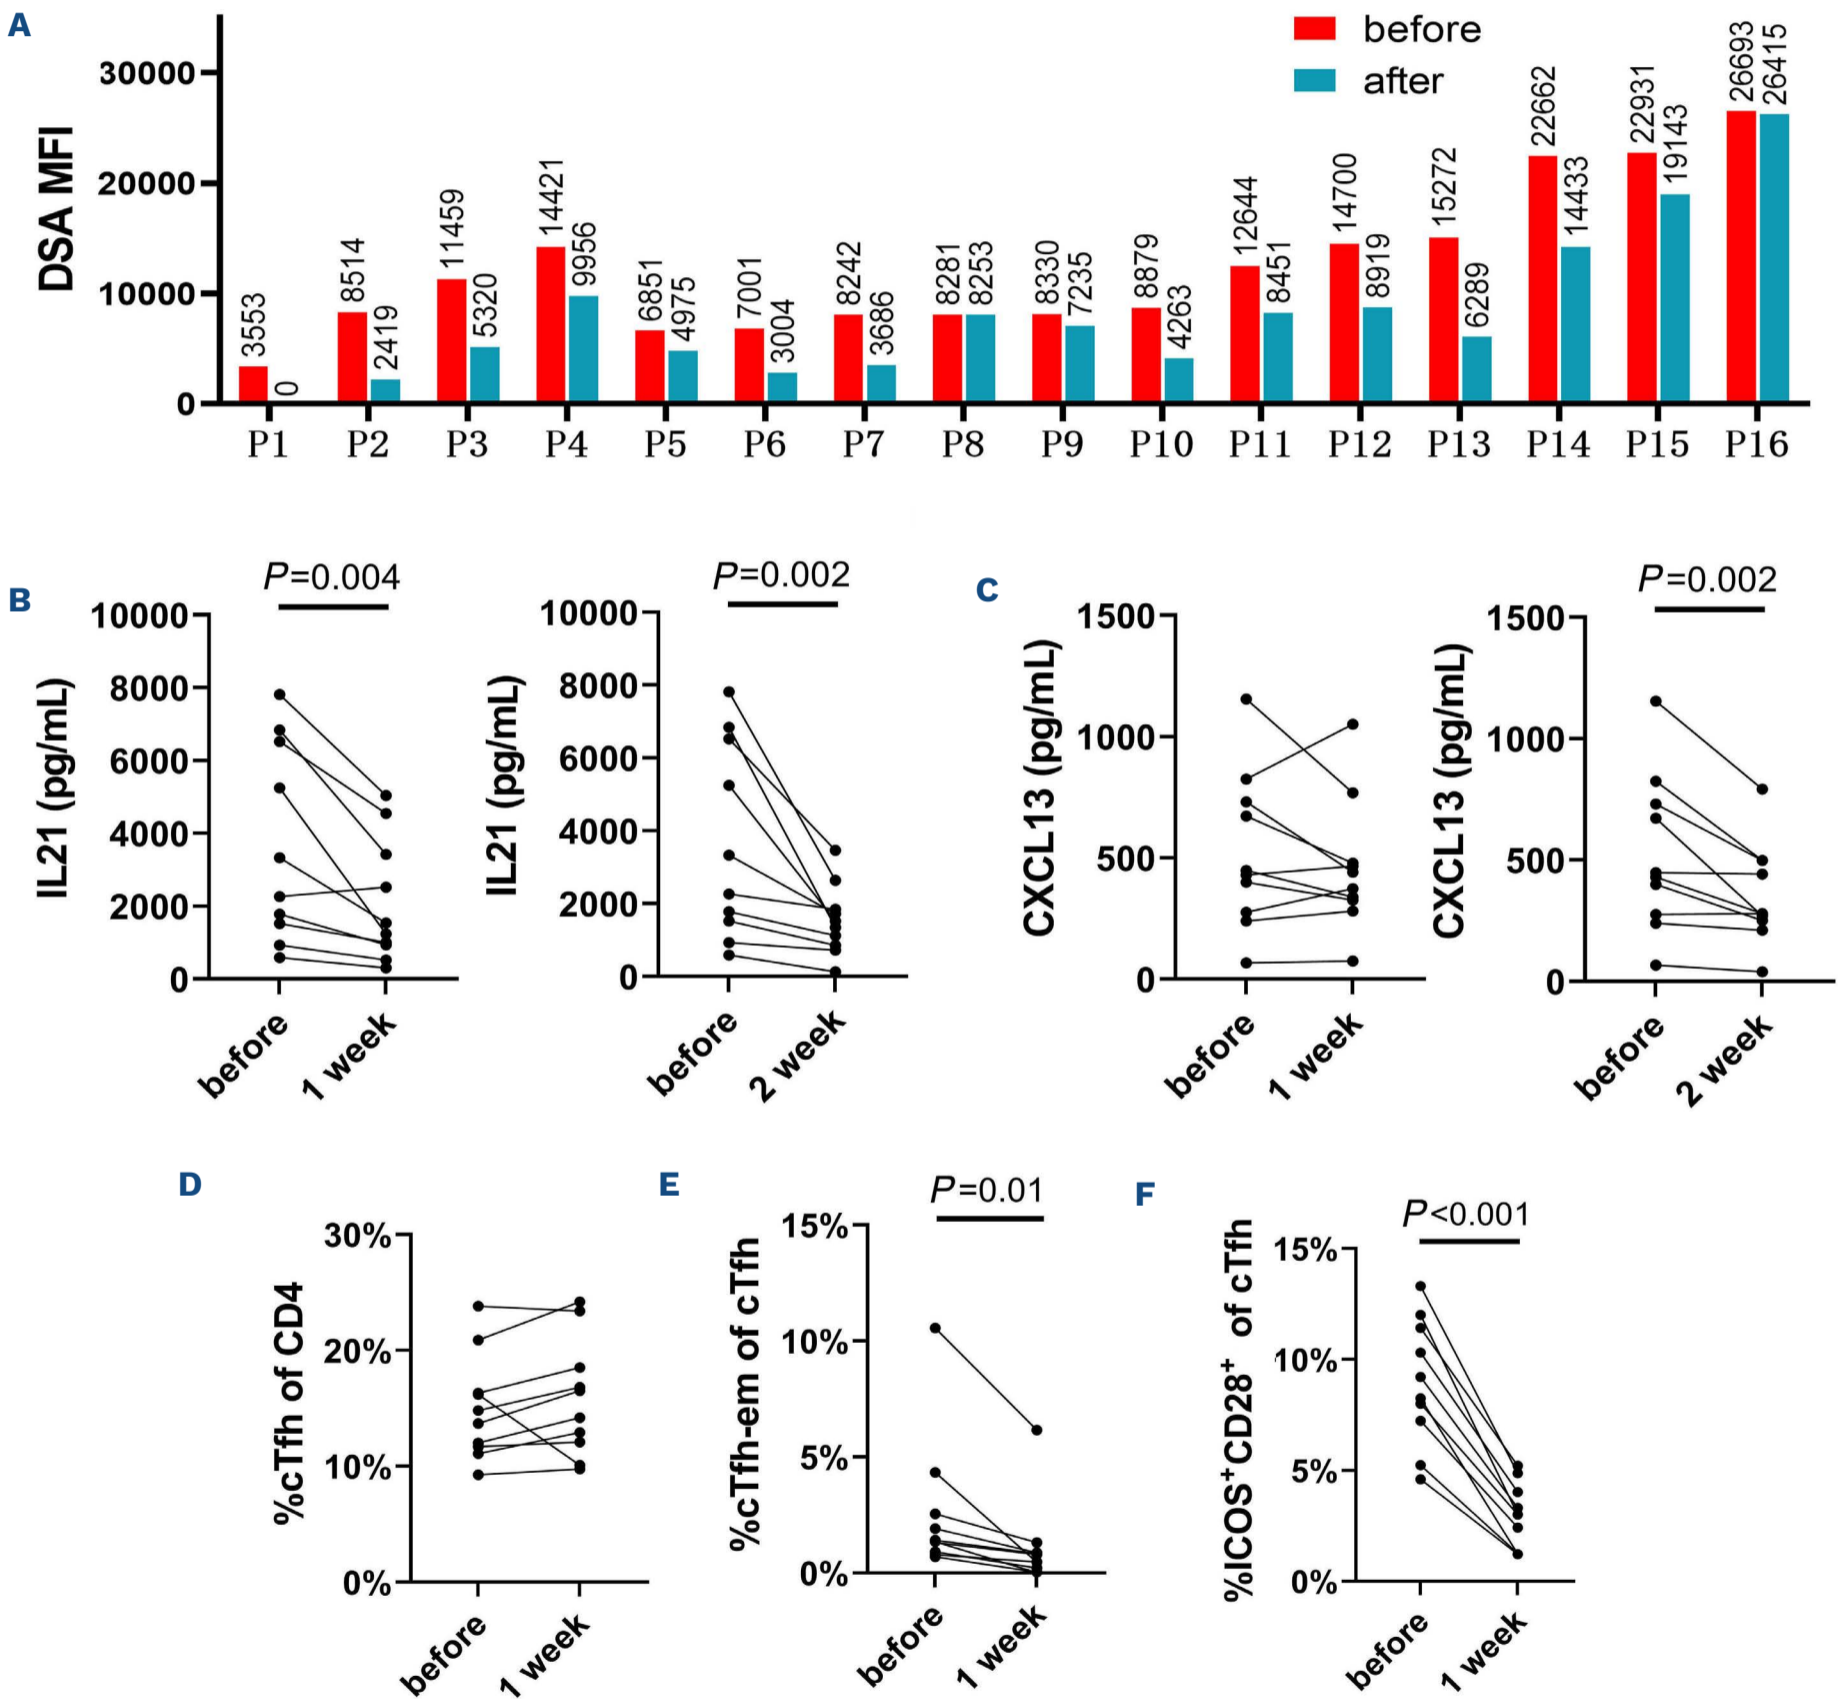 A
before
after
DSA MFI
30000
20000
10000
0
3553
0
8514
2419
11459
5320
14421
9956
6851
4975
7001
3004
8242
3686
8281
8253
8330
7235
8879
4263
12644
8451
14700
8919
15272
6289
22662
14433
22931
19143
26693
26415
P1 P2 P3 P4 P5 P6 P7 P8 P9 P10 P11 P12 P13 P14 P15 P16
B
P=0.004
IL21 (pg/mL)
10000
8000
6000
4000
2000
0
before
1 week
P=0.002
IL21 (pg/mL)
10000
8000
6000
4000
2000
0
before
2 week
C
CXCL13 (pg/mL)
1500
1000
500
0
before
1 week
P=0.002
CXCL13 (pg/mL)
1500
1000
500
0
before
2 week
D
%cTfh of CD4
30%
20%
10%
0%
before
1 week
E
P=0.01
%cTfh-em of cTfh
15%
10%
5%
0%
before
1 week
F
P<0.001
%ICOS⁺CD28⁺ of cTfh
15%
10%
5%
0%
before
1 week